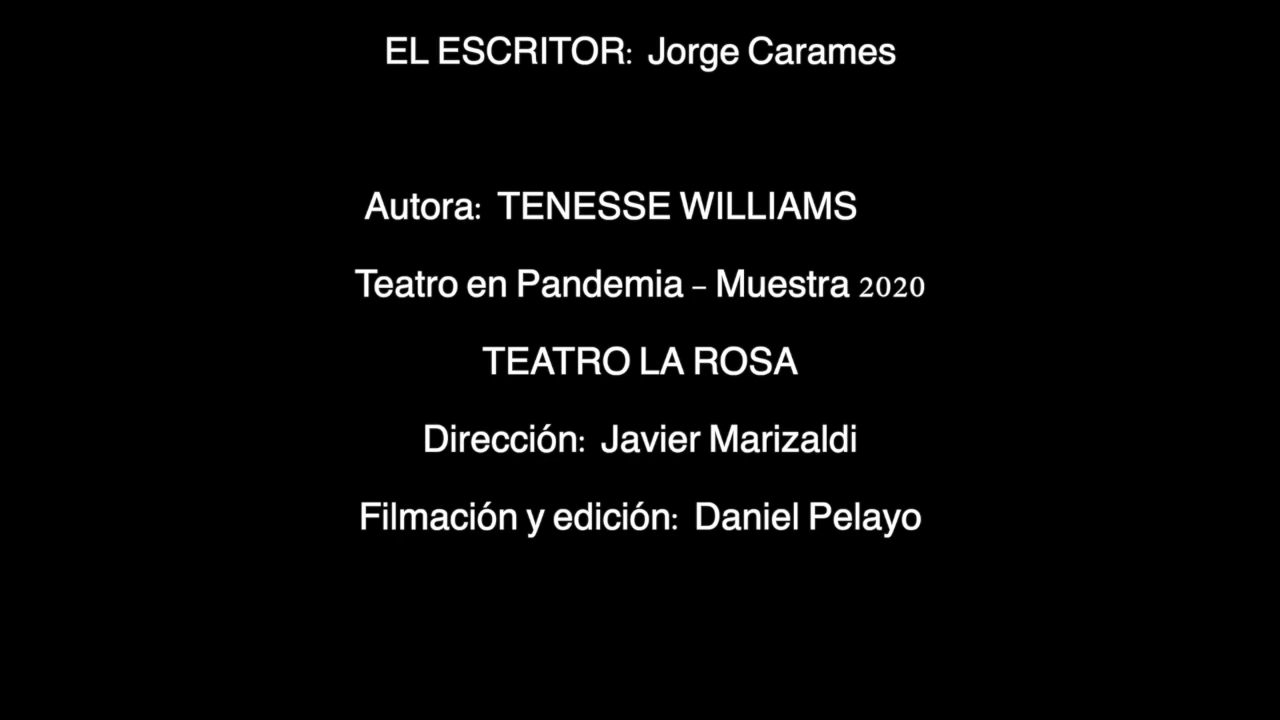 EL ESCRITOR: Jorge Carames
Autora: TENESSE WILLIAMS
Teatro en Pandemia – Muestra 2020
TEATRO LA ROSA
Dirección: Javier Marizaldi
Filmación y edición: Daniel Pelayo